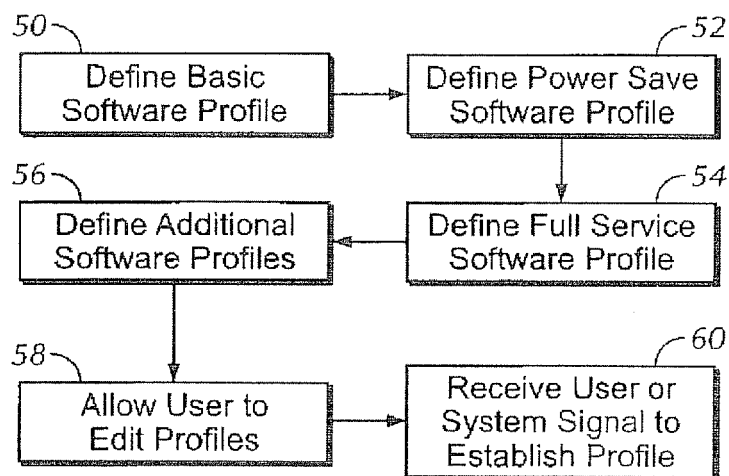 50
Define Basic
Software Profile
52
Define Power Save
Software Profile
54
Define Full Service
Software Profile
56
Define Additional
Software Profiles
58
Allow User to
Edit Profiles
60
Receive User or
System Signal to
Establish Profile